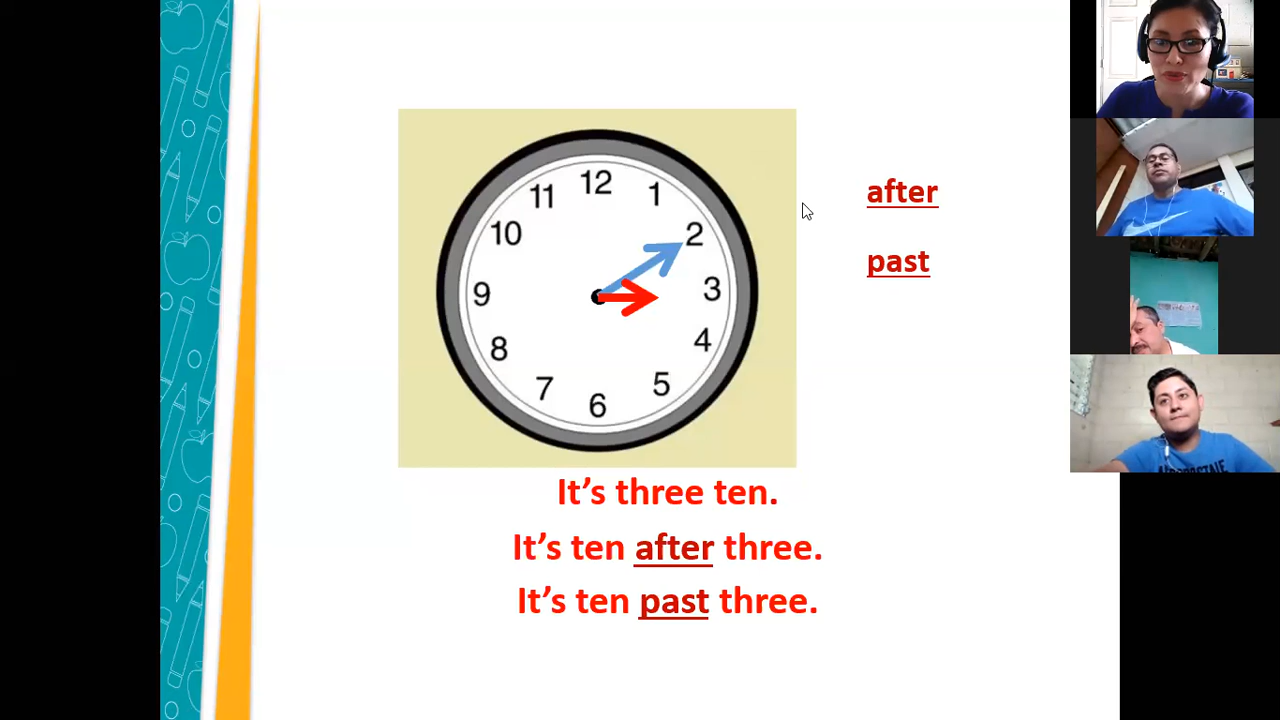 12
11
1
10
2
9
3
8
4
7
5
6
after
past
It's three ten.
It's ten after three.
It's ten past three.